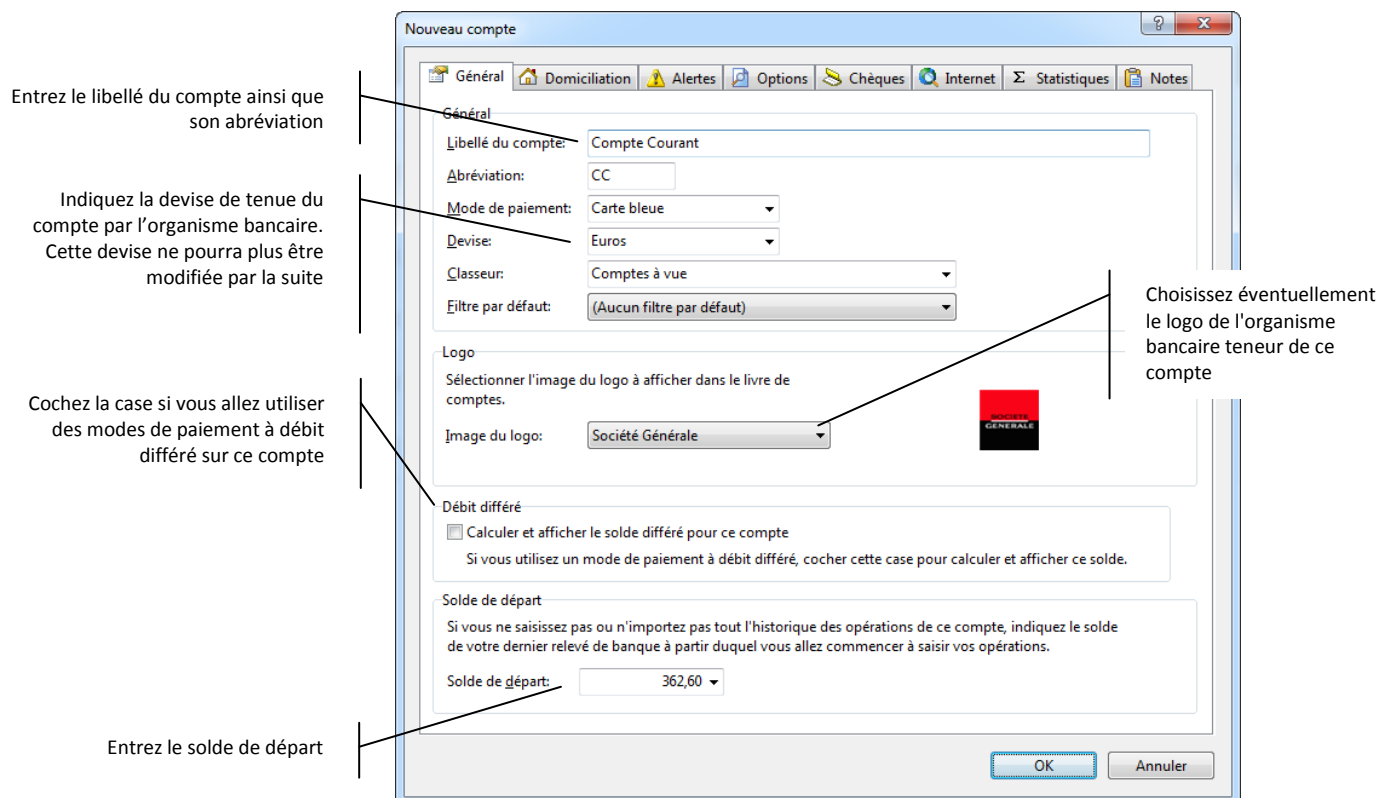 Nouveau compte
Général
Domiciliation
Alertes
Options
Chèques
Internet
Σ Statistiques
Notes
Entrez le libellé du compte ainsi que
son abréviation
Général
Libellé du compte: Compte Courant
Abréviation: CC
Indiquez la devise de tenue du
compte par l’organisme bancaire.
Cette devise ne pourra plus être
modifiée par la suite
Mode de paiement: Carte bleue
Devise: Euros
Classeur: Comptes à vue
Filtre par défaut: (Aucun filtre par défaut)
Choisissez éventuellement
le logo de l'organisme
bancaire teneur de ce
compte
Logo
Sélectionner l'image du logo à afficher dans le livre de
comptes.
Image du logo: Société Générale
SOCIETE
GENERALE
Cochez la case si vous allez utiliser
des modes de paiement à débit
différé sur ce compte
Débit différé
Calculer et afficher le solde différé pour ce compte
Si vous utilisez un mode de paiement à débit différé, cocher cette case pour calculer et afficher ce solde.
Solde de départ
Si vous ne saisissez pas ou n'importez pas tout l'historique des opérations de ce compte, indiquez le solde
de votre dernier relevé de banque à partir duquel vous allez commencer à saisir vos opérations.
Solde de départ: 362,60
Entrez le solde de départ
OK
Annuler